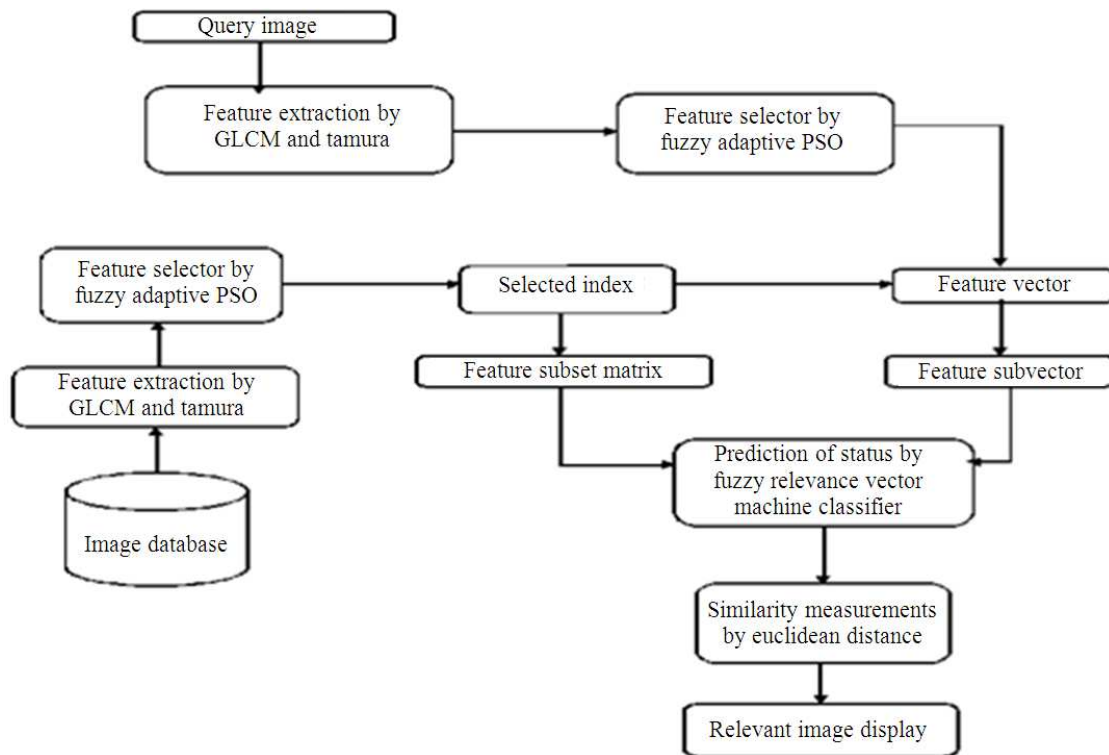 Query image
Feature extraction by
GLCM and tamura
Feature selector by
fuzzy adaptive PSO
Feature selector by
fuzzy adaptive PSO
Selected index
Feature vector
Feature extraction by
GLCM and tamura
Feature subset matrix
Feature subvector
Image database
Prediction of status by
fuzzy relevance vector
machine classifier
Similarity measurements
by euclidean distance
Relevant image display